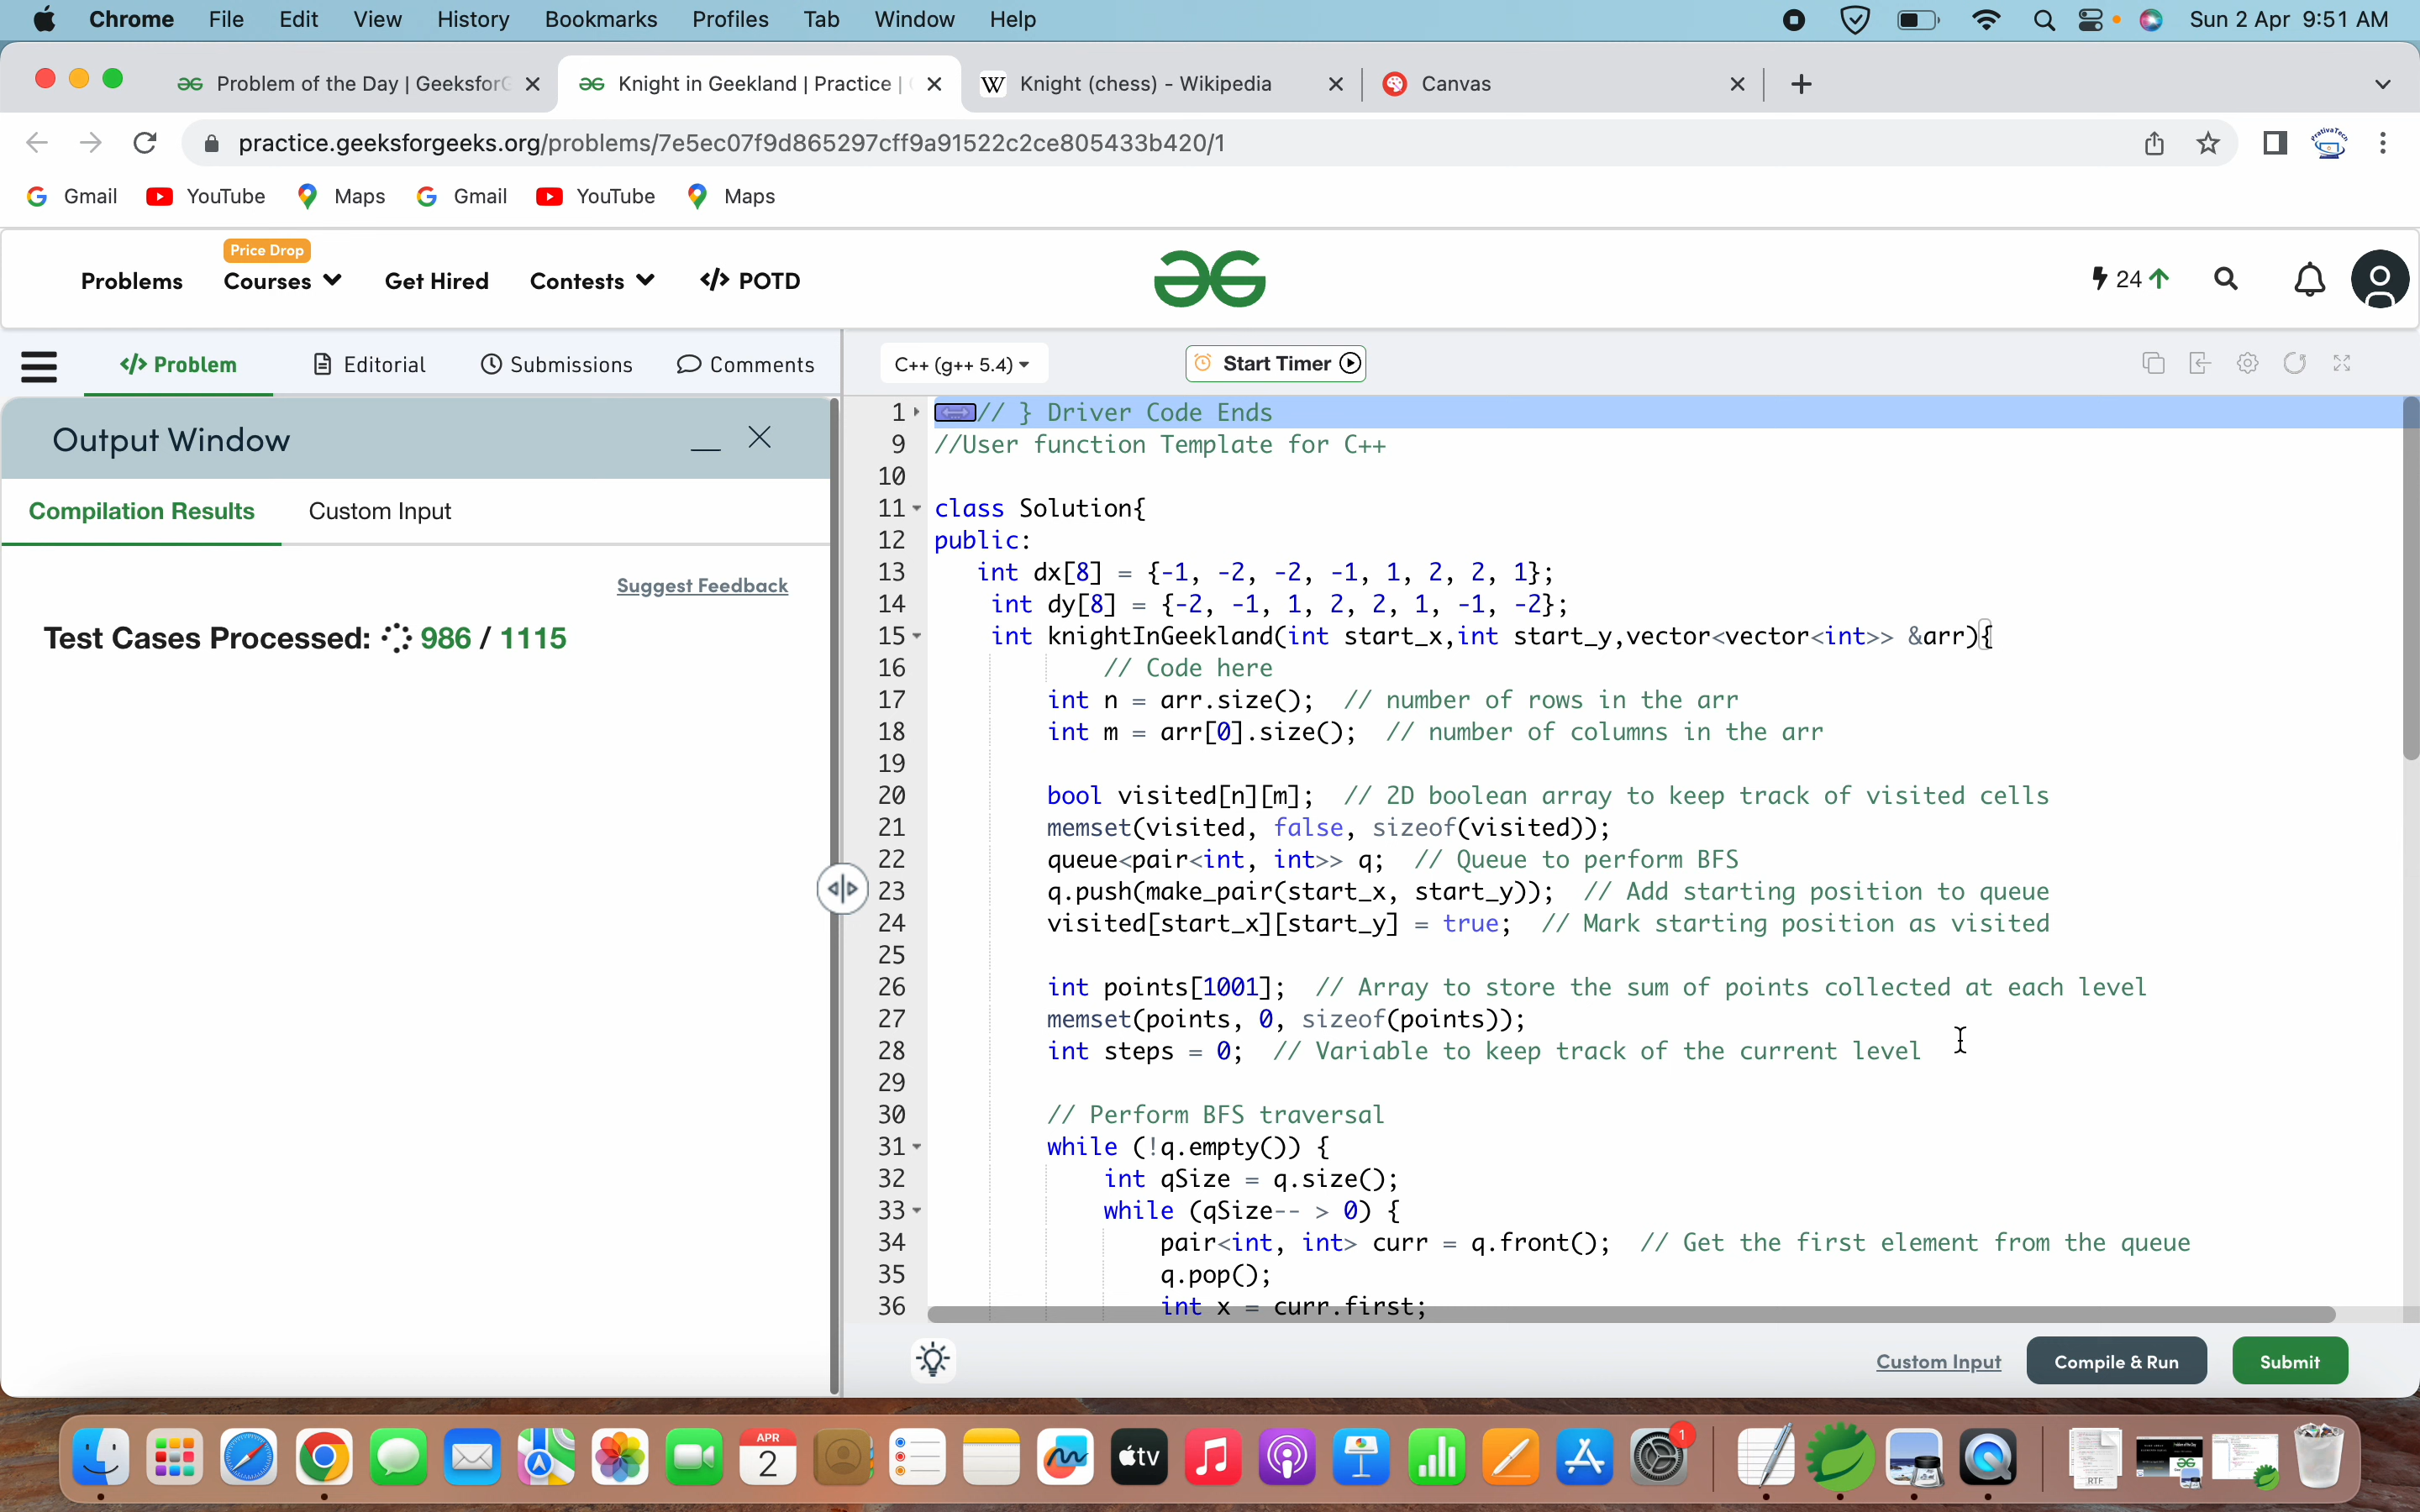 Chrome File Edit View History Bookmarks Profiles Tab Window Help Sun 2 Apr 9:51 AM
Problem of the Day | Geeksfor Knight in Geekland | Practice | Knight (chess) - Wikipedia Canvas
practice.geeksforgeeks.org/problems/7e5ec07f9d865297cff9a91522c2ce805433b420/1
Gmail YouTube Maps Gmail YouTube Maps
Price Drop
Problems Courses Get Hired Contests </> POTD 24
</> Problem Editorial Submissions Comments C++ (g++ 5.4) Start Timer
Output Window
Compilation Results Custom Input
Suggest Feedback
Test Cases Processed: 986 / 1115
1 // } Driver Code Ends
9 //User function Template for C++
10
11 class Solution{
12 public:
13 int dx[8] = {-1, -2, -2, -1, 1, 2, 2, 1};
14 int dy[8] = {-2, -1, 1, 2, 2, 1, -1, -2};
15 int knightInGeekland(int start_x,int start_y,vector<vector<int>> &arr){
16 // Code here
17 int n = arr.size(); // number of rows in the arr
18 int m = arr[0].size(); // number of columns in the arr
19
20 bool visited[n][m]; // 2D boolean array to keep track of visited cells
21 memset(visited, false, sizeof(visited));
22 queue<pair<int, int>> q; // Queue to perform BFS
23 q.push(make_pair(start_x, start_y)); // Add starting position to queue
24 visited[start_x][start_y] = true; // Mark starting position as visited
25
26 int points[1001]; // Array to store the sum of points collected at each level
27 memset(points, 0, sizeof(points));
28 int steps = 0; // Variable to keep track of the current level
29
30 // Perform BFS traversal
31 while (!q.empty()) {
32 int qSize = q.size();
33 while (qSize-- > 0) {
34 pair<int, int> curr = q.front(); // Get the first element from the queue
35 q.pop();
36 int x = curr.first;
Custom Input Compile & Run Submit
APR
2
tv
1
RTF